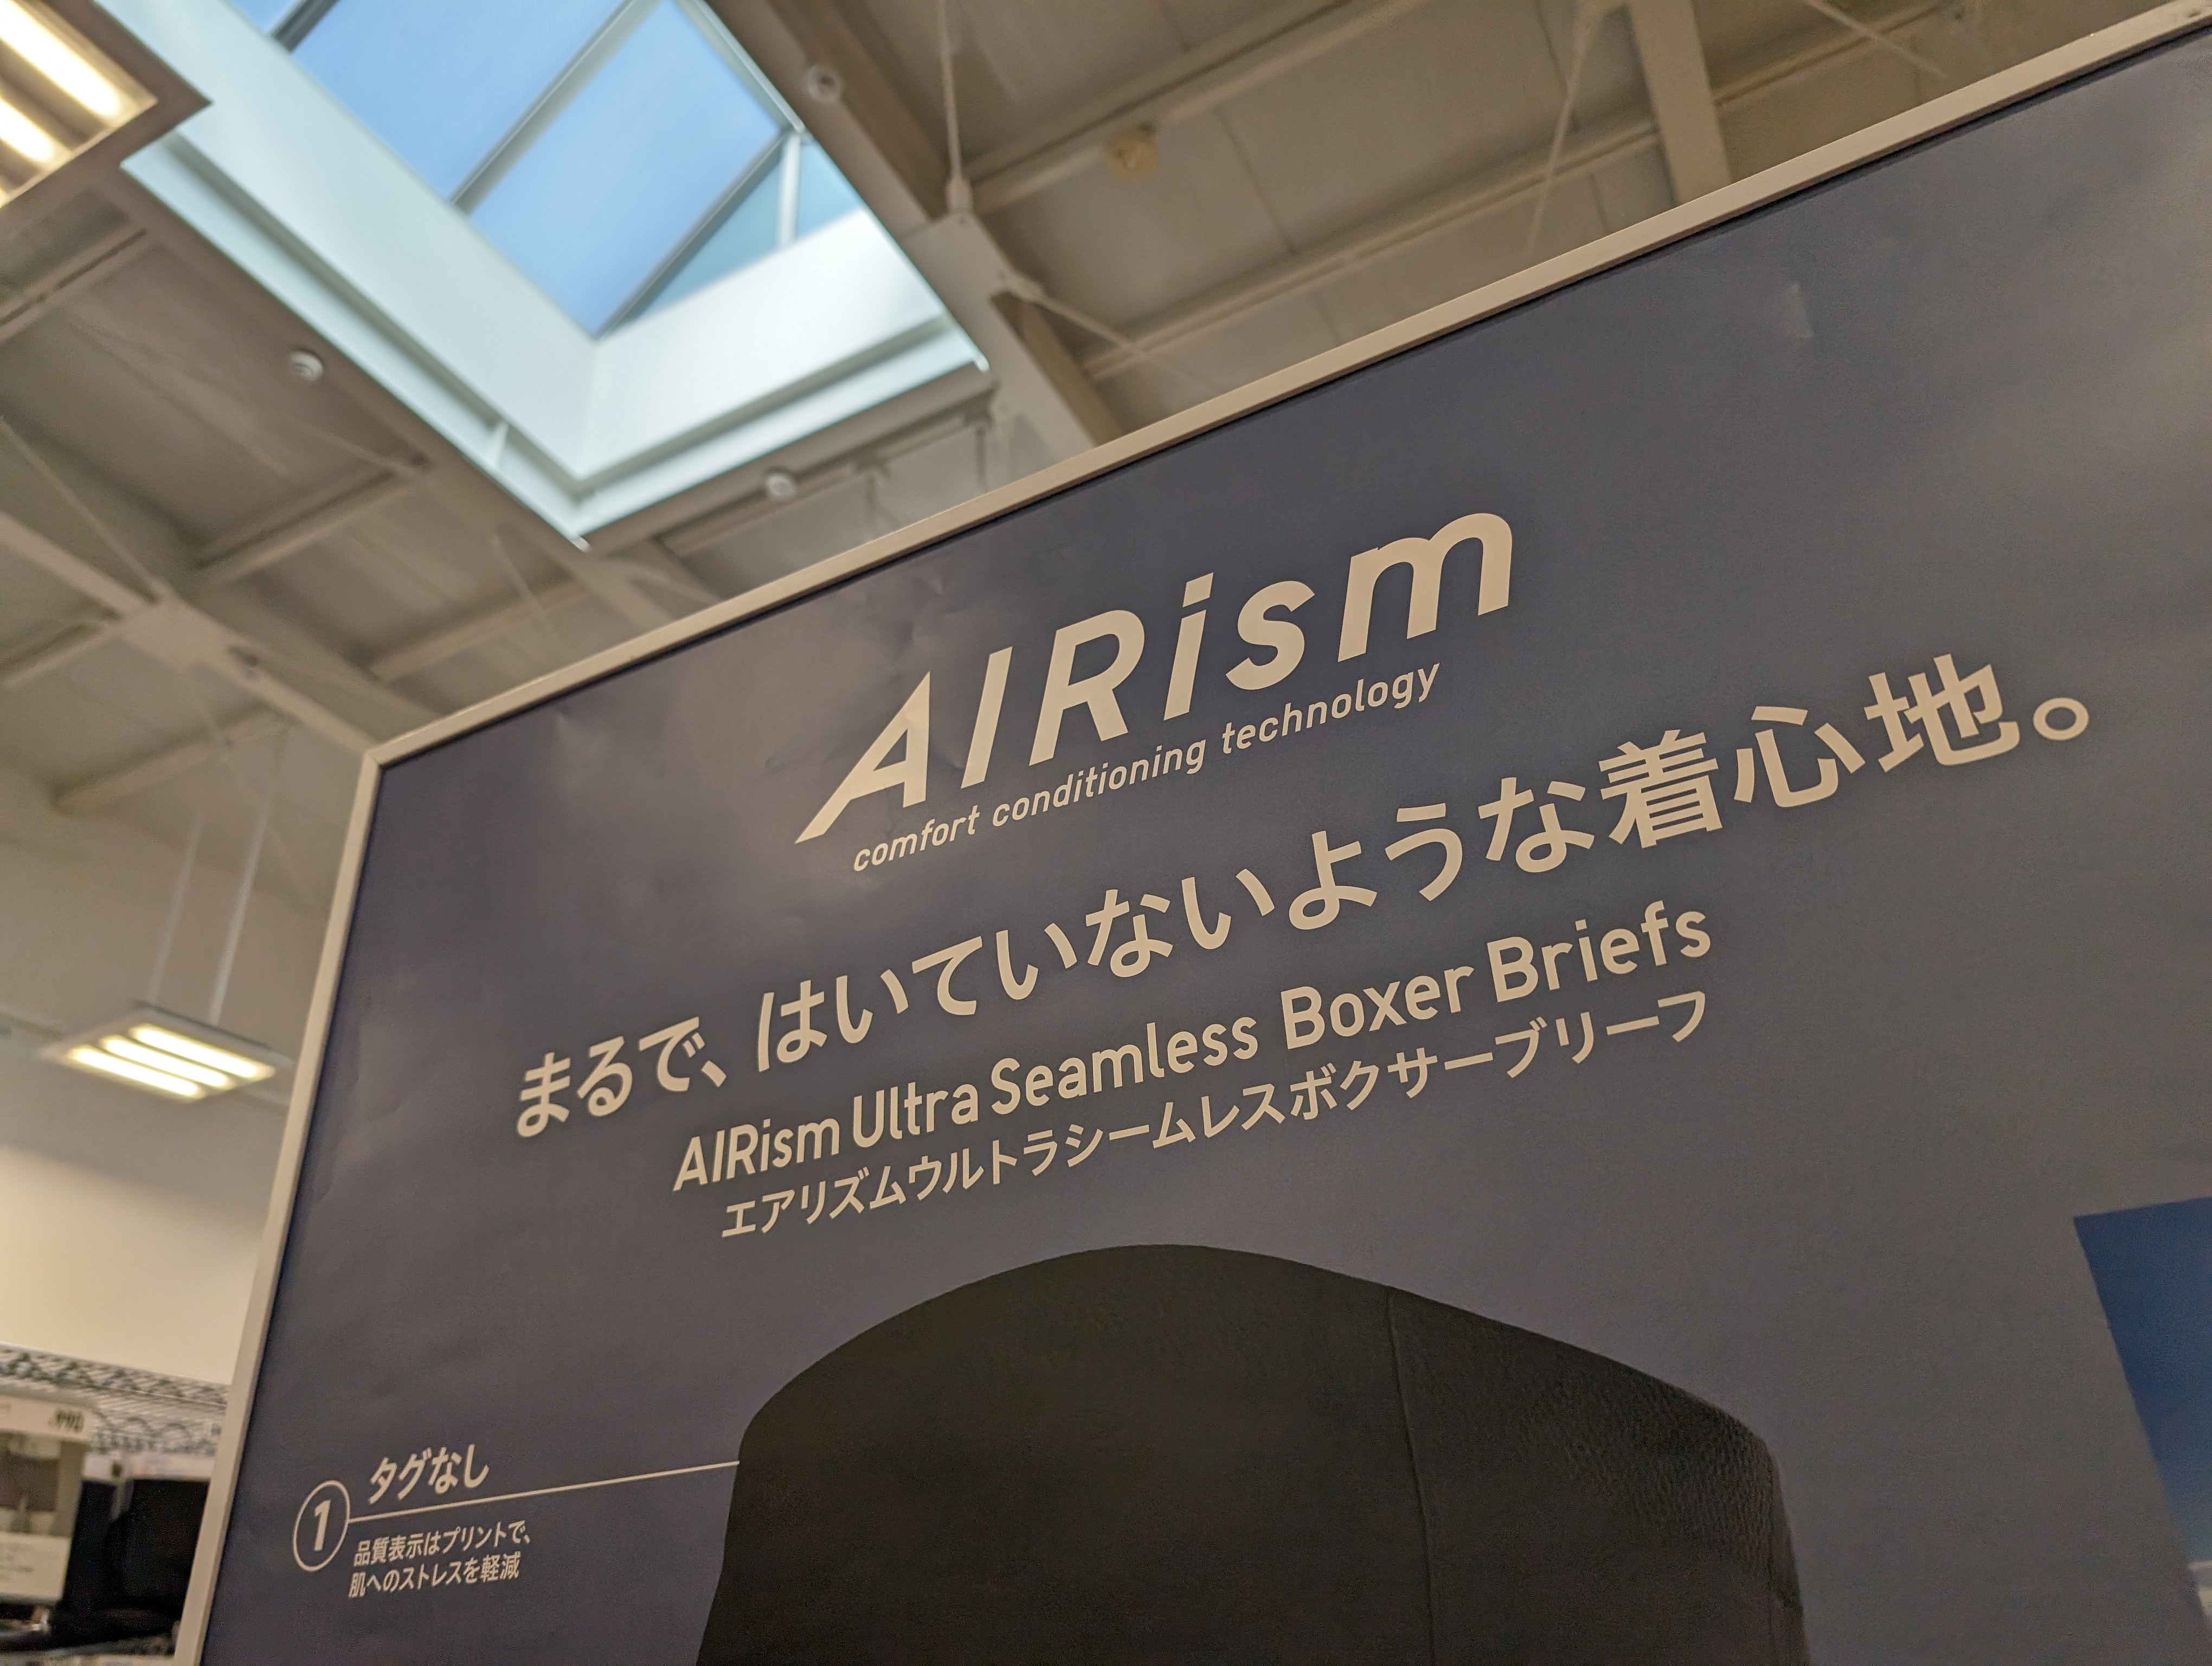 AIRism
comfort conditioning technology
まるで、はいていないような着心地。
AIRism Ultra Seamless Boxer Briefs
エアリズムウルトラシームレスボクサーブリーフ
1 タグなし
品質表示はプリントで、
肌へのストレスを軽減